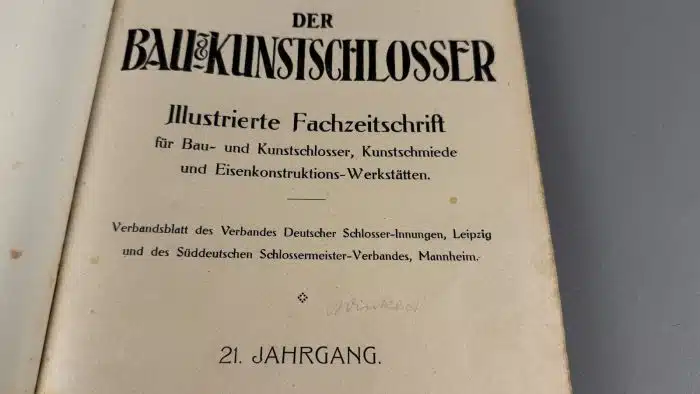 DER
BAU- & KUNSTSCHLOSSER
Illustrierte Fachzeitschrift
für Bau- und Kunstschlosser, Kunstschmiede
und Eisenkonstruktions-Werkstätten.
Verbandsblatt des Verbandes Deutscher Schlosser-Innungen, Leipzig
und des Süddeutschen Schlossermeister-Verbandes, Mannheim.
21. JAHRGANG.